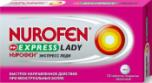 NUROFEN
EXPRESS LADY
НУРОФЕН® ЭКСПРЕСС ЛЕДИ
БЫСТРОЕ НАПРАВЛЕННОЕ ДЕЙСТВИЕ
ПРИ МЕНСТРУАЛЬНЫХ БОЛЯХ